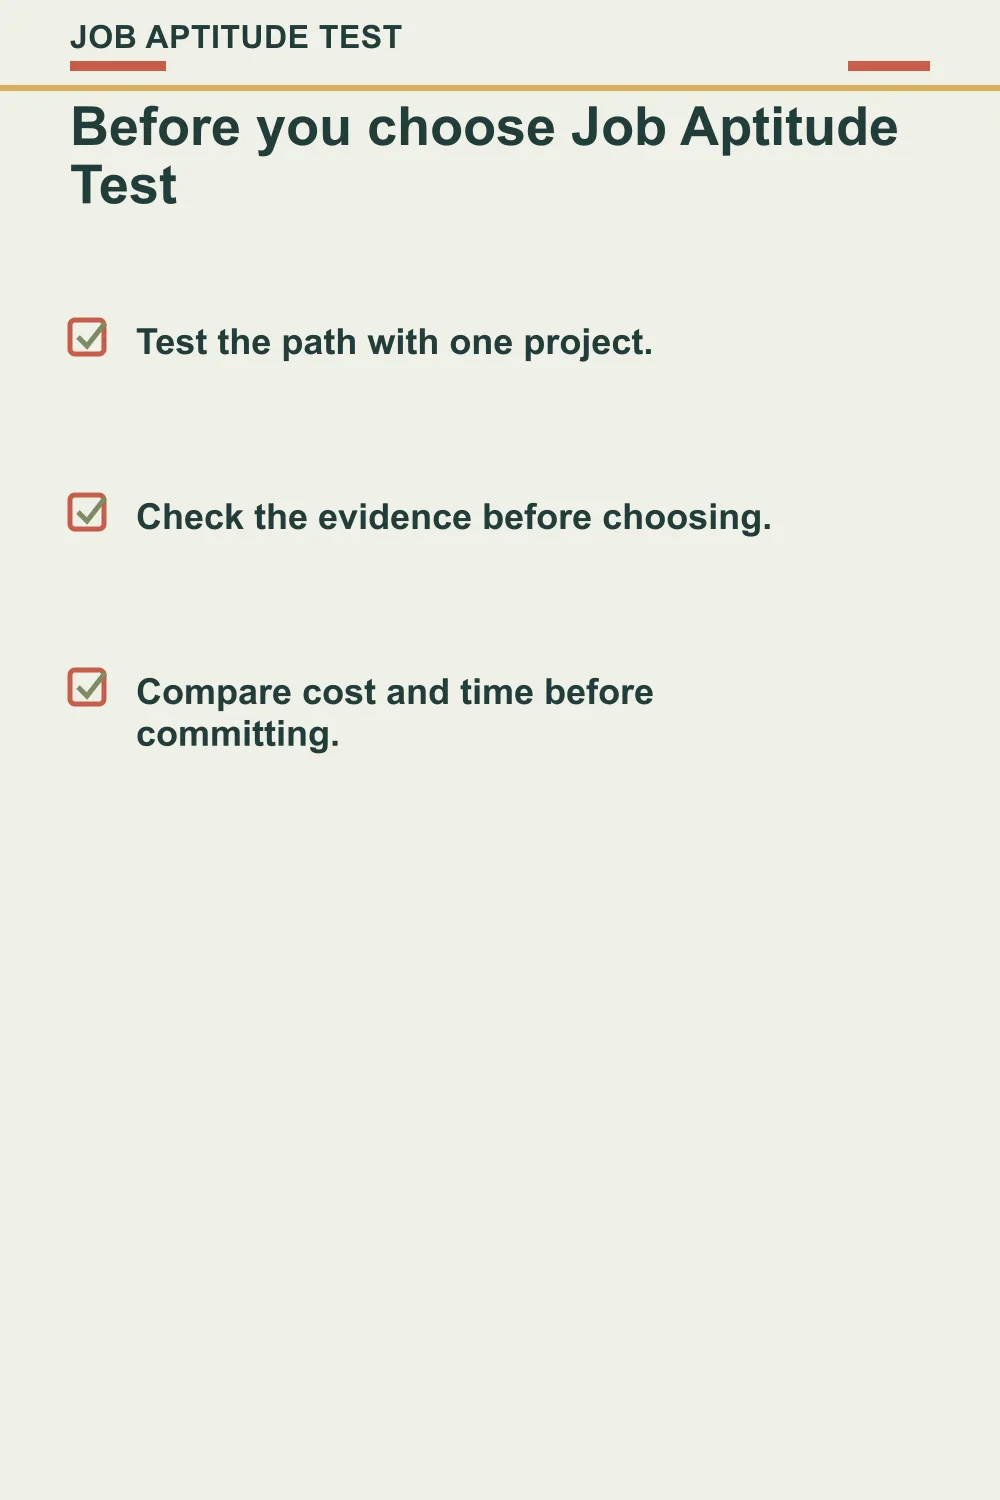 JOB APTITUDE TEST
Before you choose Job Aptitude
Test
Test the path with one project.
Check the evidence before choosing.
Compare cost and time before
committing.